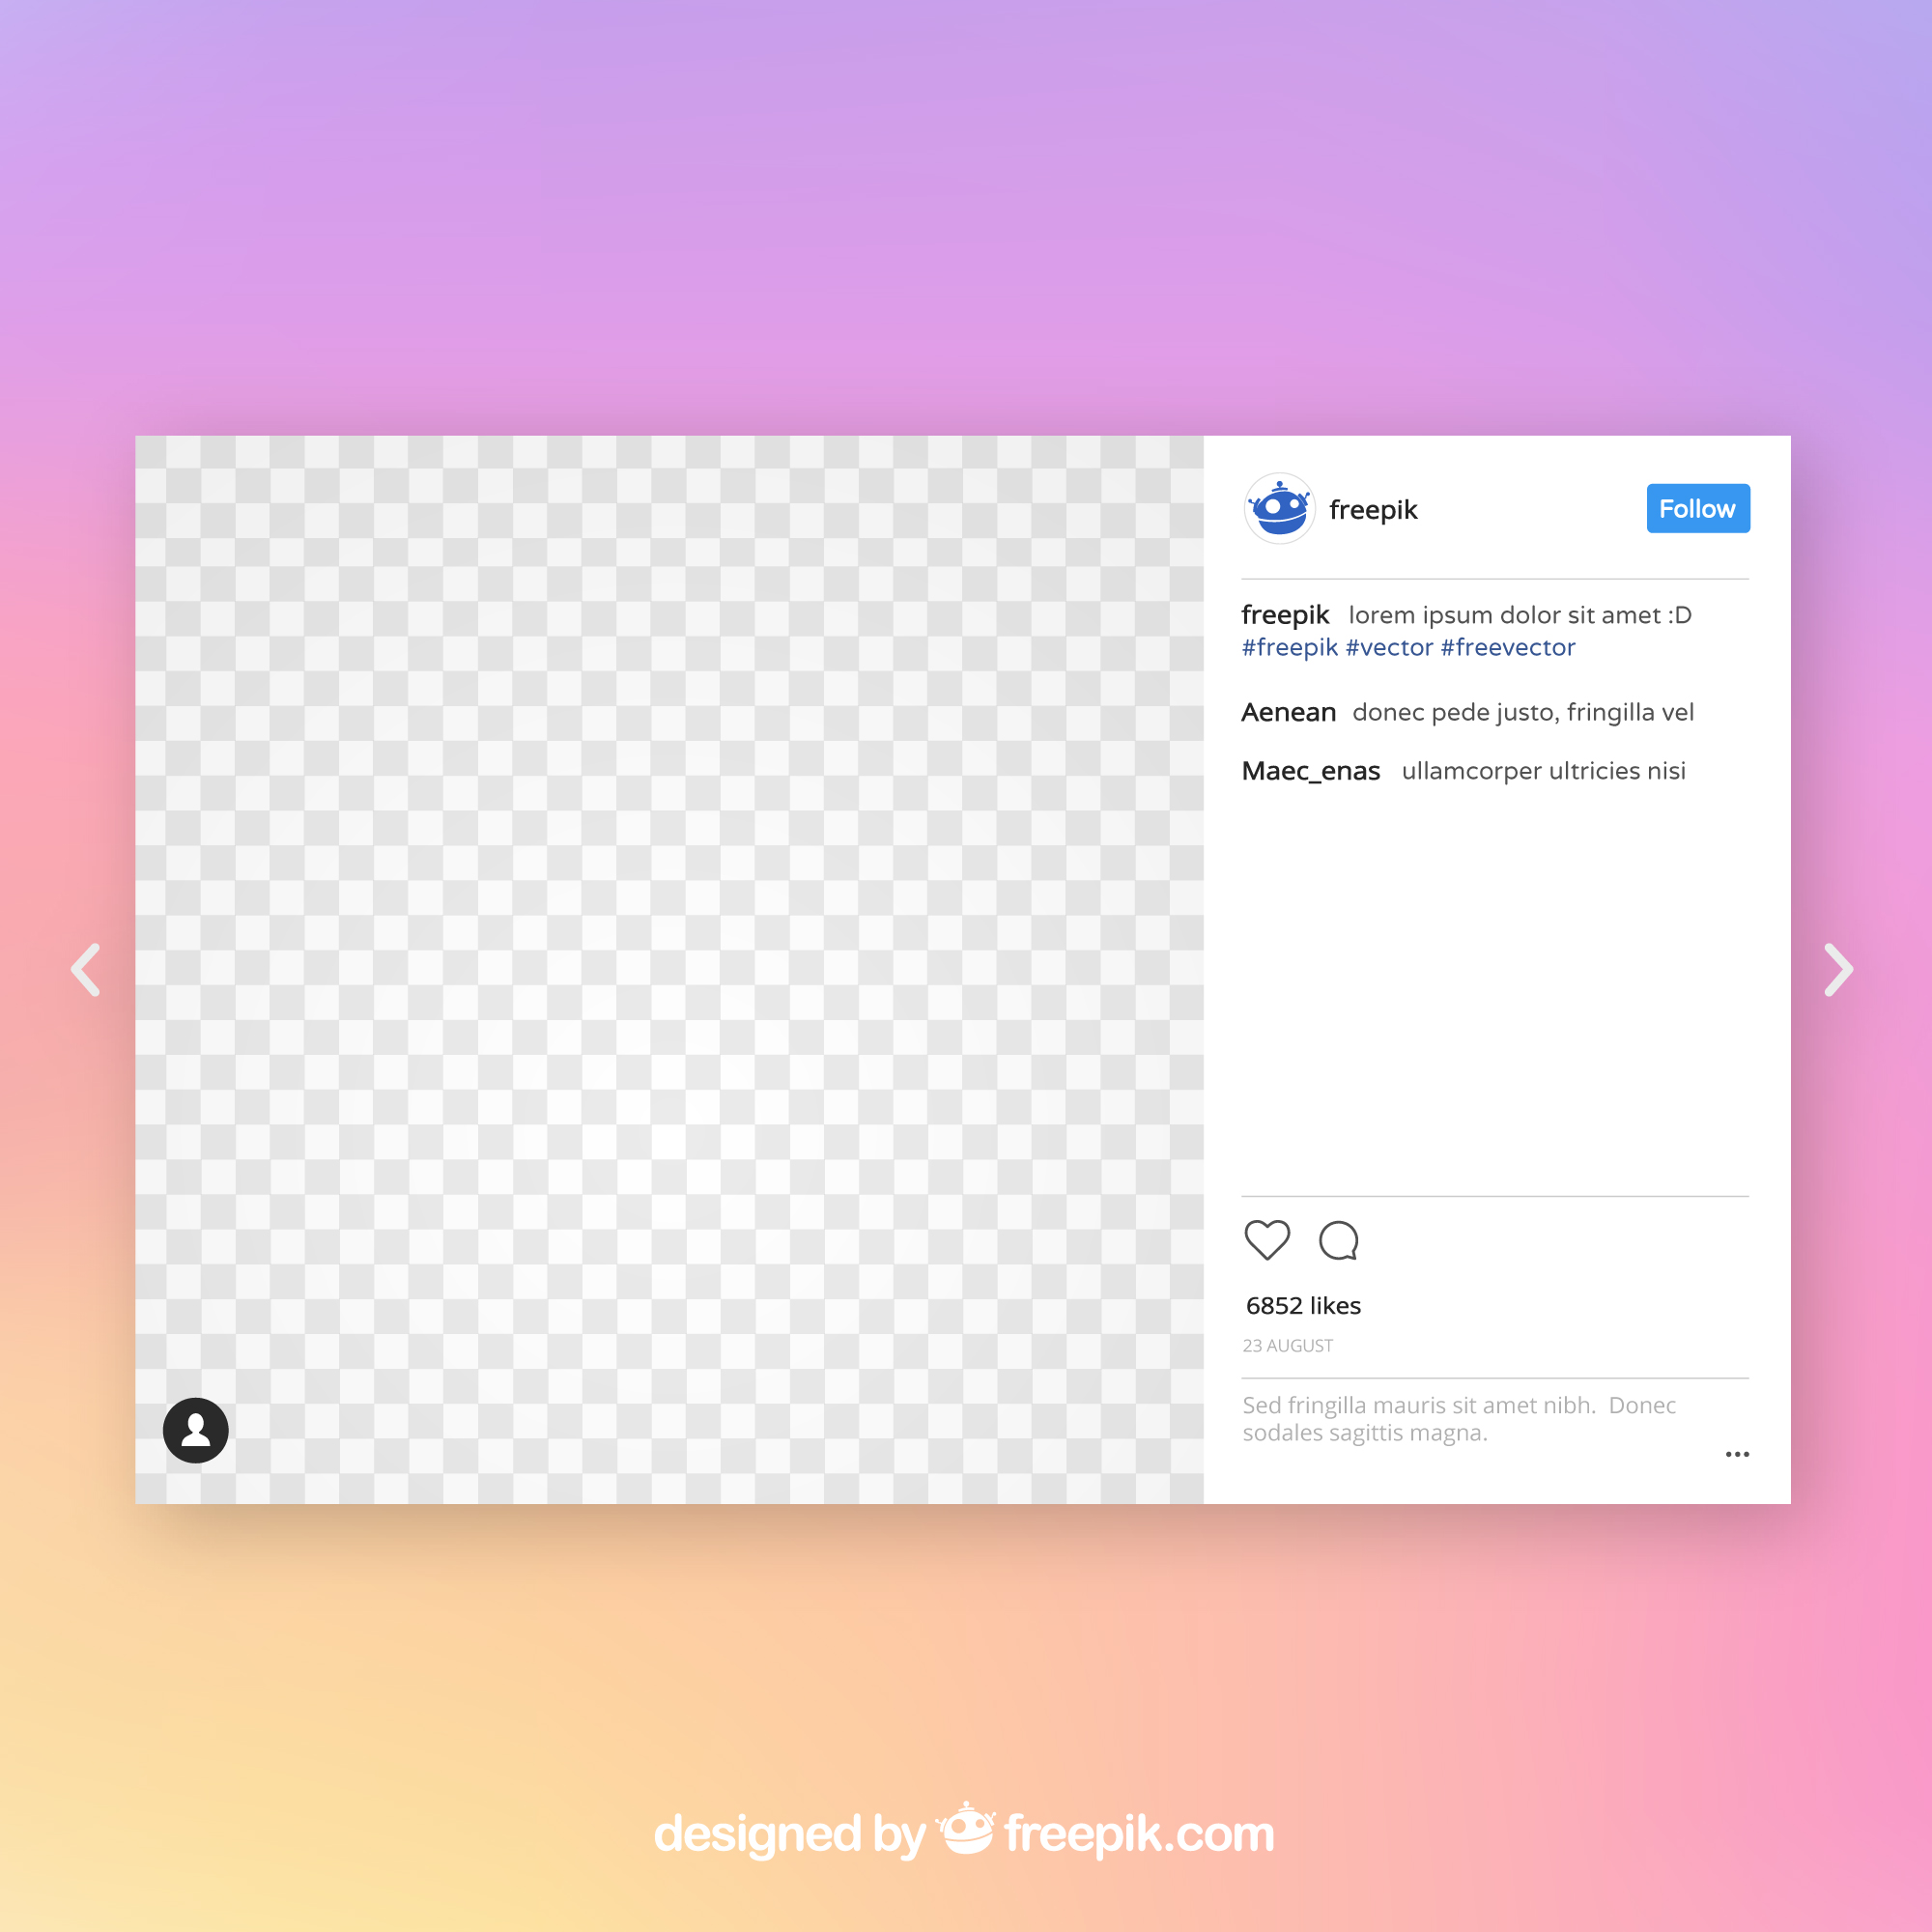 freepik
Follow
freepik lorem ipsum dolor sit amet :D
#freepik #vector #freevector
Aenean donec pede justo, fringilla vel
Maec_enas ullamcorper ultricies nisi
6852 likes
23 AUGUST
Sed fringilla mauris sit amet nibh. Donec
sodales sagittis magna.
designed by freepik.com